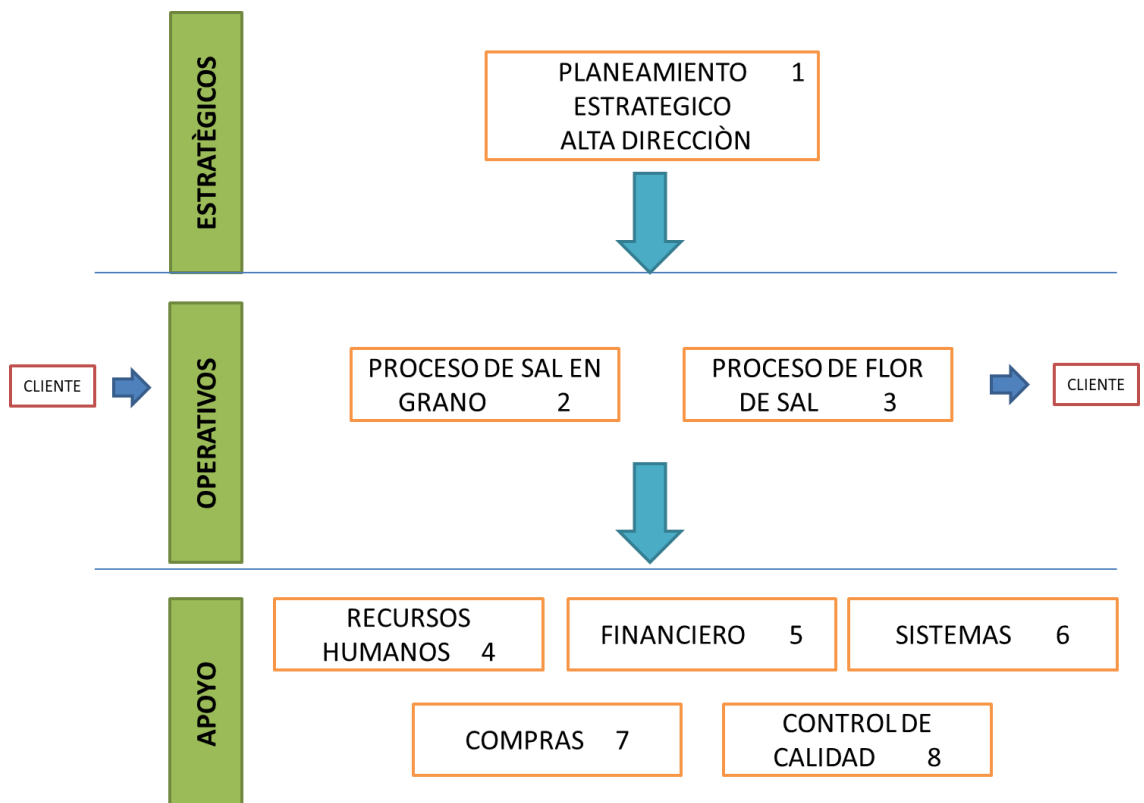 ESTRATÈGICOS
PLANEAMIENTO 1
ESTRATEGICO
ALTA DIRECCIÒN
OPERATIVOS
CLIENTE
PROCESO DE SAL EN
GRANO 2
PROCESO DE FLOR
DE SAL 3
CLIENTE
APOYO
RECURSOS
HUMANOS 4
FINANCIERO 5
SISTEMAS 6
COMPRAS 7
CONTROL DE
CALIDAD 8